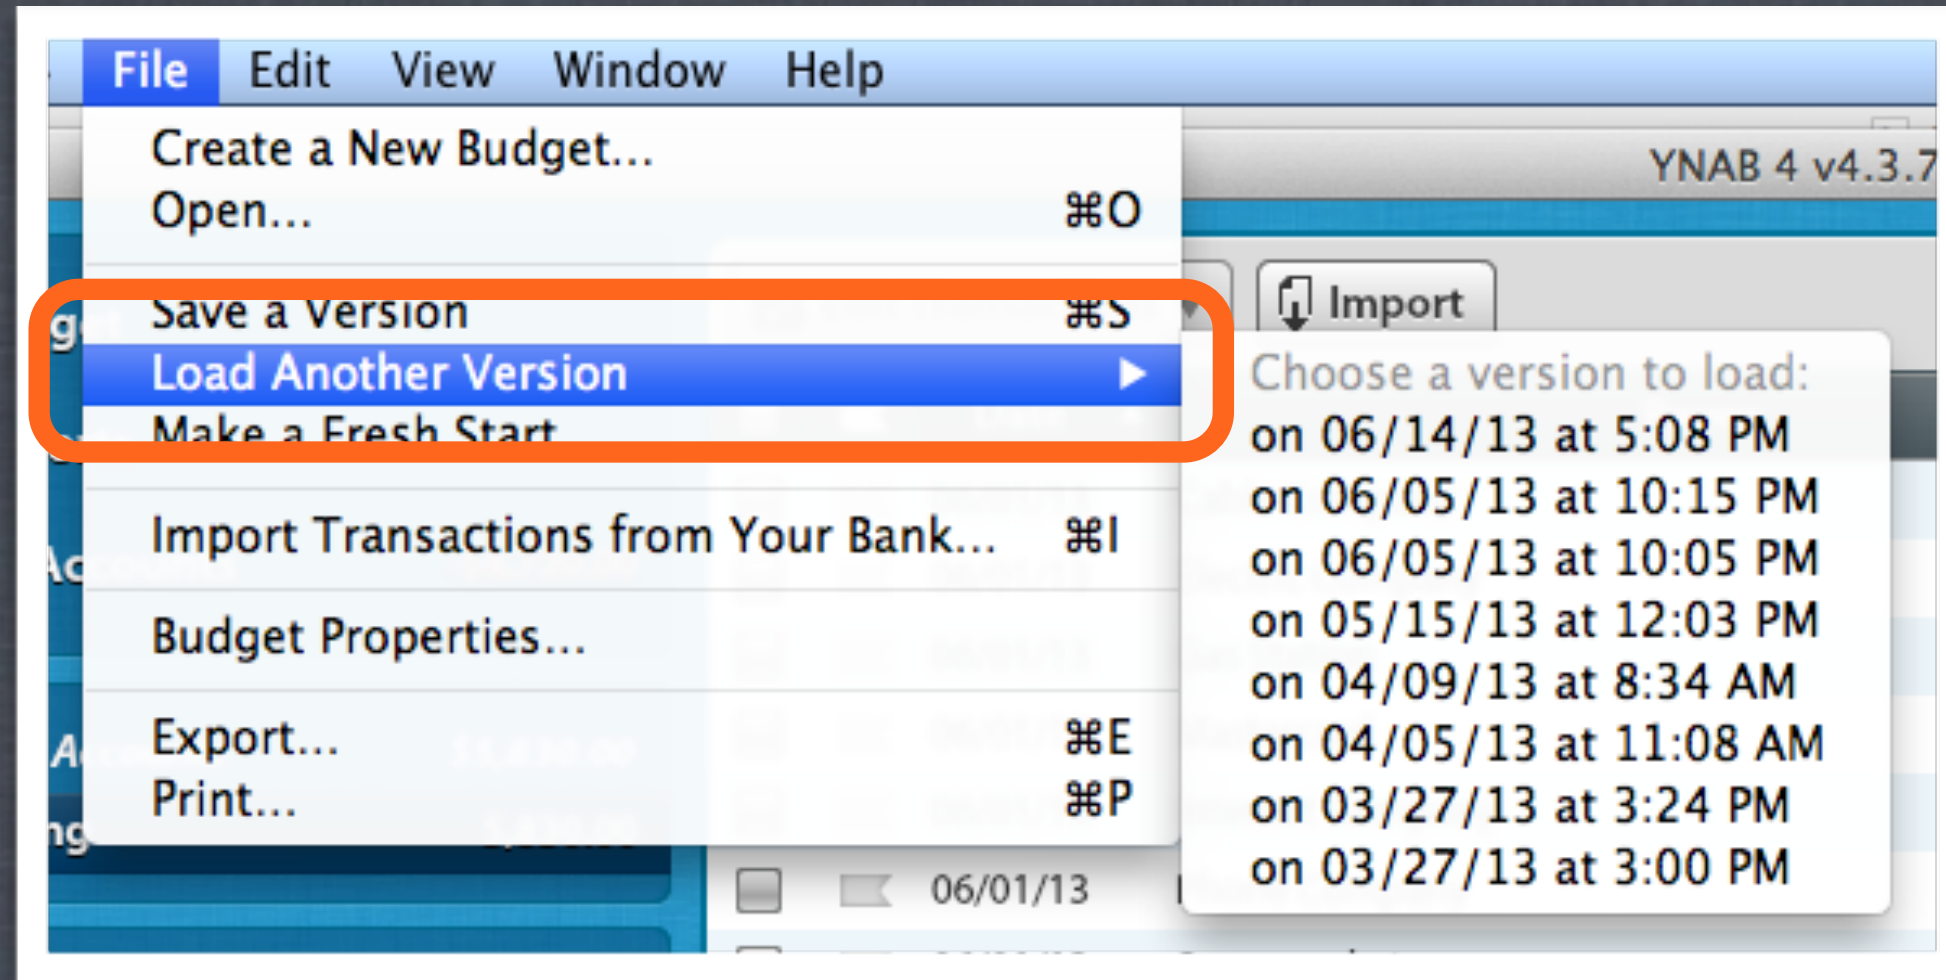 File Edit View Window Help
Create a New Budget...
YNAB 4 v4.3.7
Open... ⌘O
Save a Version ⌘S
Import
Load Another Version ▶
Choose a version to load:
Make a Fresh Start
on 06/14/13 at 5:08 PM
on 06/05/13 at 10:15 PM
Import Transactions from Your Bank... ⌘I
on 06/05/13 at 10:05 PM
Budget Properties...
on 05/15/13 at 12:03 PM
on 04/09/13 at 8:34 AM
Export... ⌘E
on 04/05/13 at 11:08 AM
Print... ⌘P
on 03/27/13 at 3:24 PM
on 03/27/13 at 3:00 PM
06/01/13